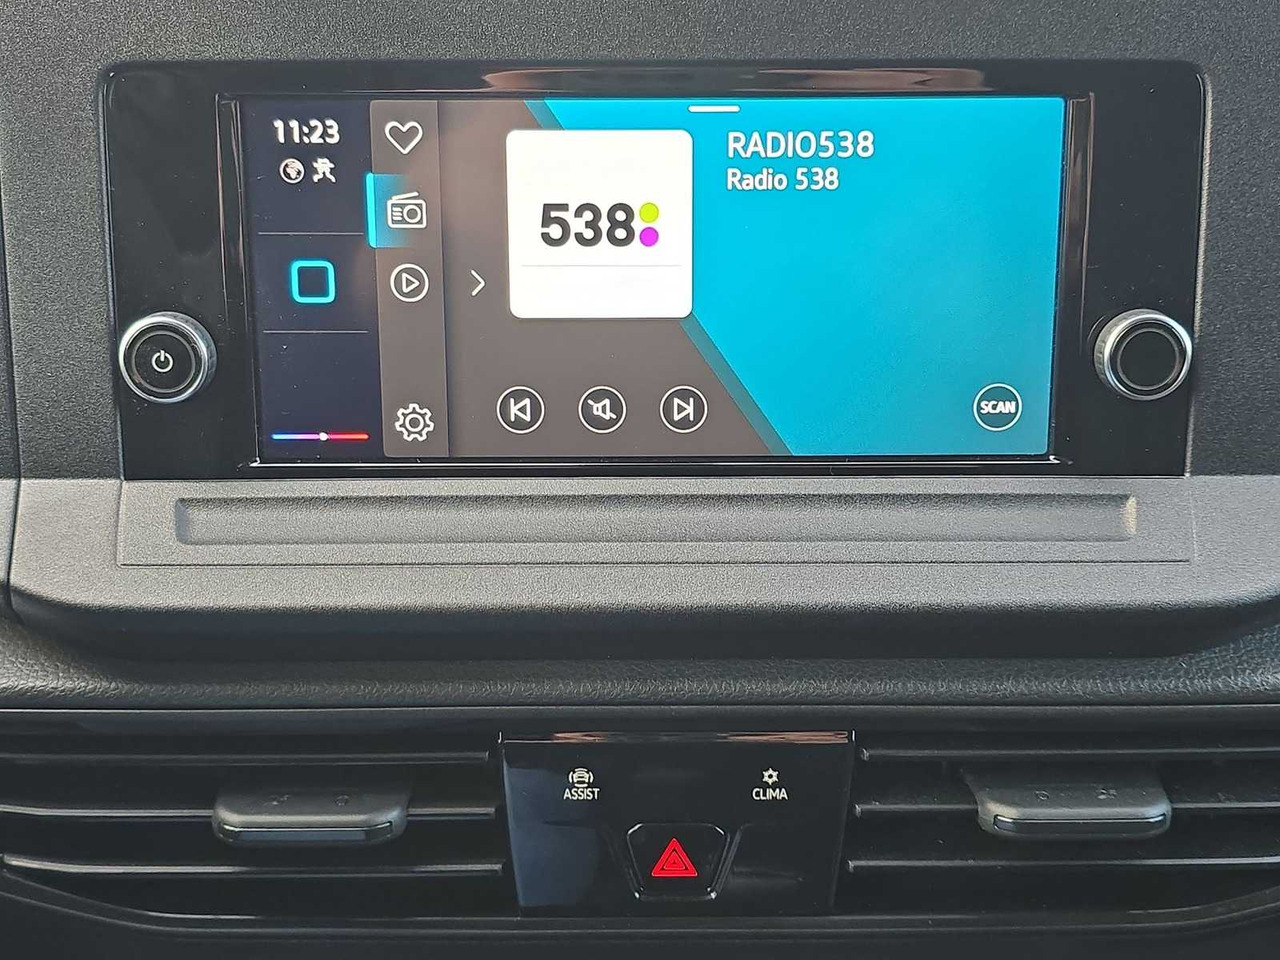 11:23
538
RADIO538
Radio 538
SCAN
ASSIST
CLIMA